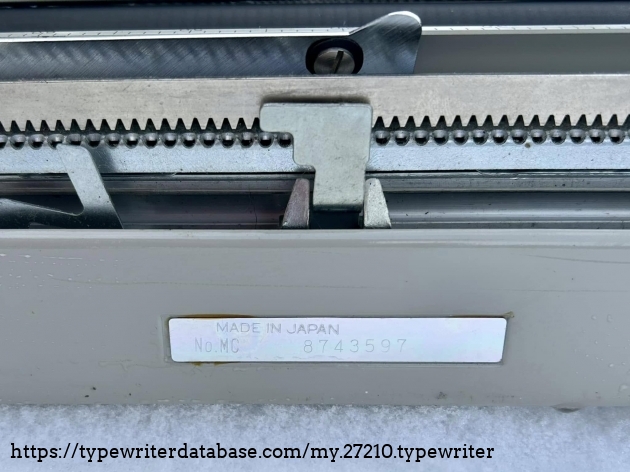 MADE IN JAPAN
No.MC 8743597
https://typewriterdatabase.com/my.27210.typewriter